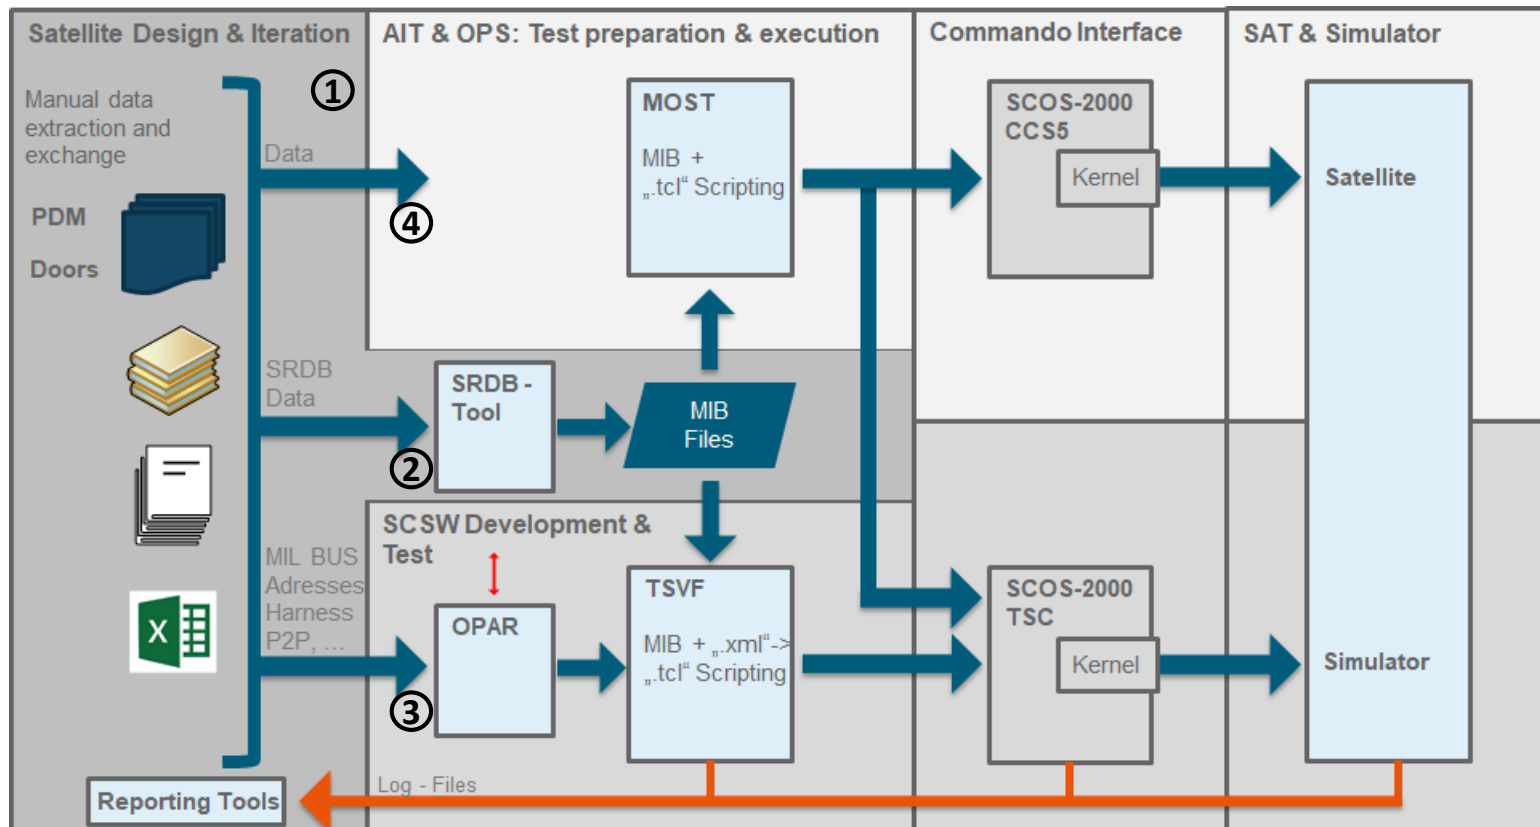 Satellite Design & Iteration
①
Manual data
extraction and
exchange
PDM
Doors
Data
SRDB
Data
MIL BUS
Adresses
Harness
P2P, ...
X
Reporting Tools
AIT & OPS: Test preparation & execution
④
MOST
MIB +
„.tcl“ Scripting
SRDB -
Tool
②
MIB
Files
SCSW Development &
Test
OPAR
③
TSVF
MIB + „.xml“->
„.tcl“ Scripting
Log - Files
Commando Interface
SCOS-2000
CCS5
Kernel
SCOS-2000
TSC
Kernel
SAT & Simulator
Satellite
Simulator